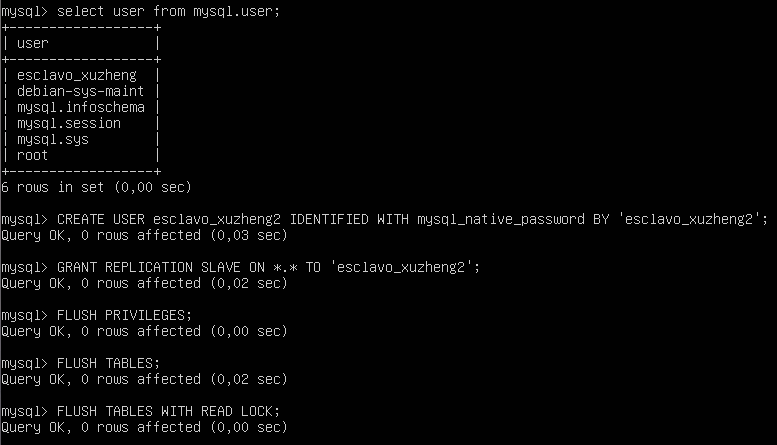 mysql> select user from mysql.user;
+------------------+
| user             |
+------------------+
| esclavo_xuzheng  |
| debian-sys-maint |
| mysql.infoschema |
| mysql.session    |
| mysql.sys        |
| root             |
+------------------+
6 rows in set (0,00 sec)
mysql> CREATE USER esclavo_xuzheng2 IDENTIFIED WITH mysql_native_password BY 'esclavo_xuzheng2';
Query OK, 0 rows affected (0,03 sec)
mysql> GRANT REPLICATION SLAVE ON *.* TO 'esclavo_xuzheng2';
Query OK, 0 rows affected (0,02 sec)
mysql> FLUSH PRIVILEGES;
Query OK, 0 rows affected (0,00 sec)
mysql> FLUSH TABLES;
Query OK, 0 rows affected (0,02 sec)
mysql> FLUSH TABLES WITH READ LOCK;
Query OK, 0 rows affected (0,00 sec)